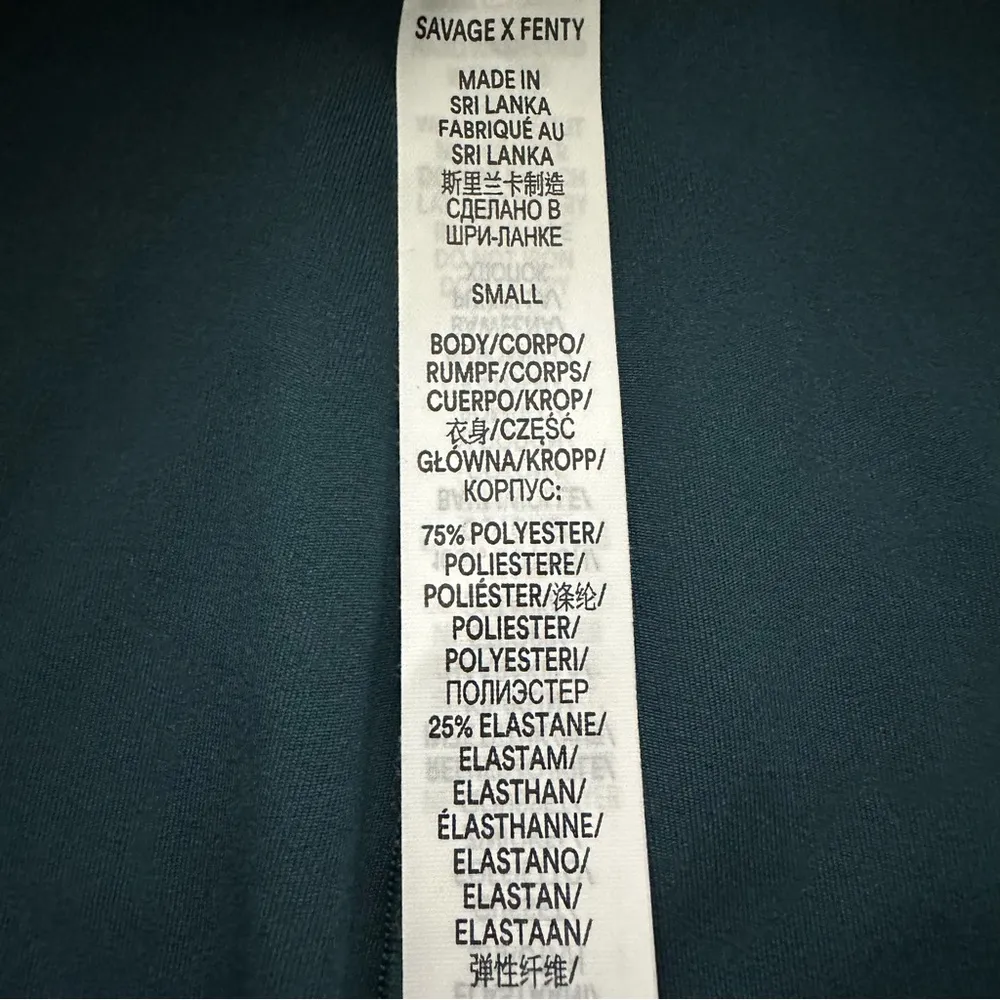 SAVAGE X FENTY
MADE IN
SRI LANKA
FABRIQUÉ AU
SRI LANKA
斯里兰卡制造
СДЕЛАНО В
ШРИ-ЛАНКЕ
SMALL
BODY/CORPO/
RUMPF/CORPS/
CUERPO/KROP/
衣身/CZĘŚĆ
GŁÓWNA/KROPP/
КОРПУС:
75% POLYESTER/
POLIESTERE/
POLIÉSTER/涤纶/
POLIESTER/
POLYESTERI/
ПОЛИЭСТЕР
25% ELASTANE/
ELASTAM/
ELASTHAN/
ÉLASTHANNE/
ELASTANO/
ELASTAN/
ELASTAAN/
弹性纤维/